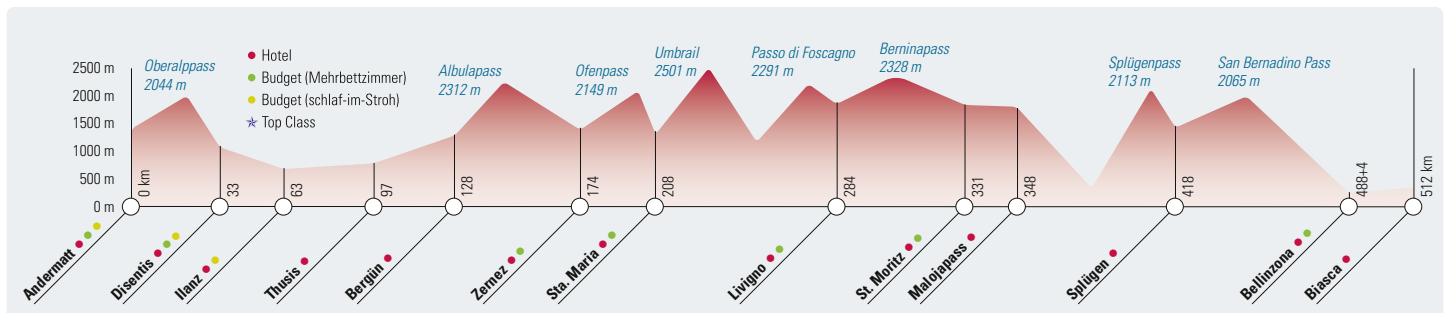 Oberalppass
2044 m
Hotel
Budget (Mehrbettzimmer)
Budget (schlaf-im-Stroh)
Top Class
Albulapass
2312 m
Ofenpass
2149 m
Umbrail
2501 m
Passo di Foscagno
2291 m
Berninapass
2328 m
Splügenpass
2113 m
San Bernadino Pass
2065 m
2500 m
2000 m
1500 m
1000 m
500 m
0 m
0 km
33
63
97
128
174
208
284
331
348
418
488+4
512 km
Andermatt
Disentis
Ilanz
Thusis
Bergün
Zernez
Sta. Maria
Livigno
St. Moritz
Malojapass
Splügen
Bellinzona
Biasca